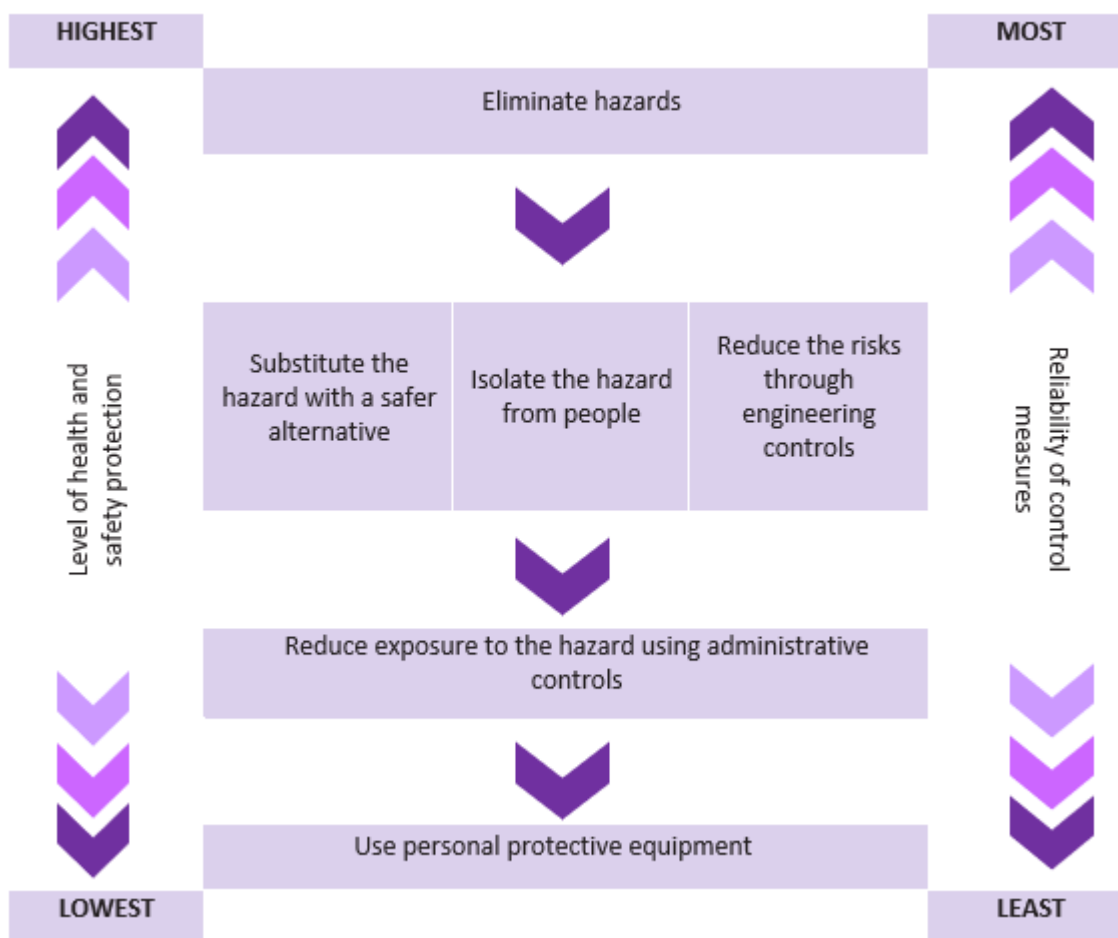 HIGHEST
MOST
Eliminate hazards
Substitute the
hazard with a safer
alternative
Isolate the hazard
from people
Reduce the risks
through
engineering
controls
Level of health and
safety protection
Reliability of control
measures
Reduce exposure to the hazard using administrative
controls
Use personal protective equipment
LOWEST
LEAST